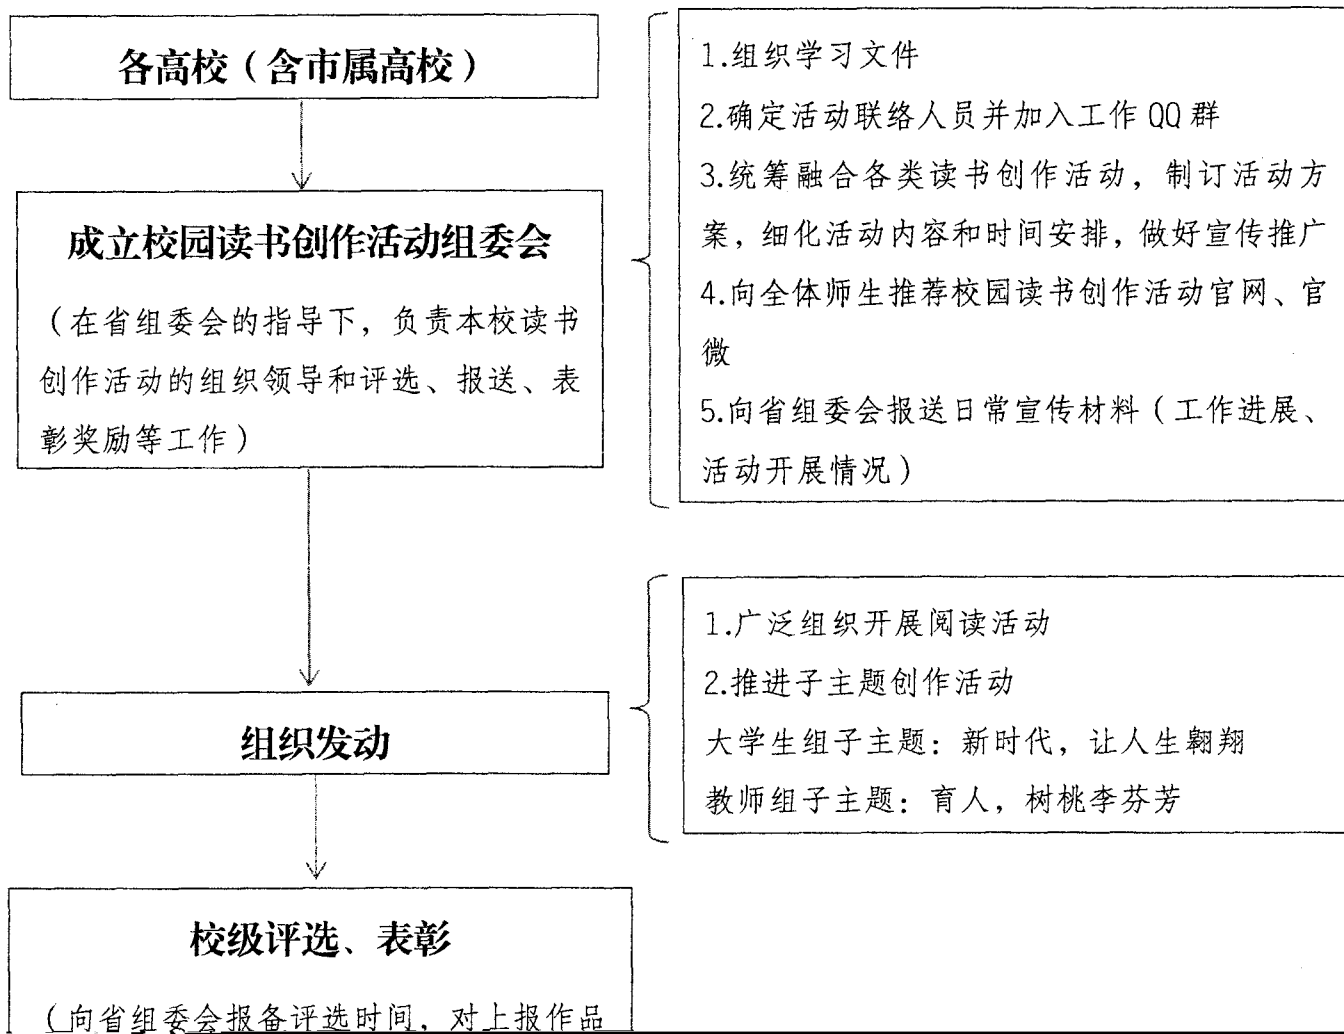 各高校（含市属高校）
成立校园读书创作活动组委会
（在省组委会的指导下，负责本校读书
创作活动的组织领导和评选、报送、表
彰奖励等工作）
1.组织学习文件
2.确定活动联络人员并加入工作 QQ 群
3.统筹融合各类读书创作活动，制订活动方
案，细化活动内容和时间安排，做好宣传推广
4.向全体师生推荐校园读书创作活动官网、官
微
5.向省组委会报送日常宣传材料（工作进展、
活动开展情况）
组织发动
1.广泛组织开展阅读活动
2.推进子主题创作活动
大学生组子主题：新时代，让人生翱翔
教师组子主题：育人，树桃李芬芳
校级评选、表彰
（向省组委会报备评选时间，对上报作品